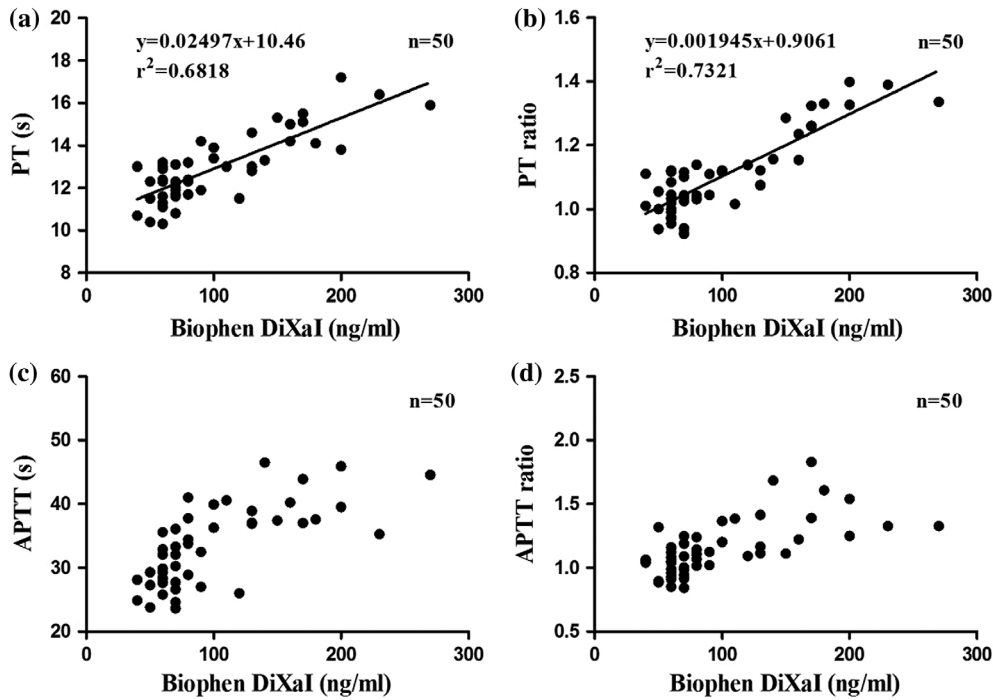 (a)
y=0.02497x+10.46 n=50
r²=0.6818
PT (s)
20
18
16
14
12
10
8
0 100 200 300
Biophen DiXaI (ng/ml)
(b)
y=0.001945x+0.9061 n=50
r²=0.7321
PT ratio
1.6
1.4
1.2
1.0
0.8
0 100 200 300
Biophen DiXaI (ng/ml)
(c)
n=50
APTT (s)
60
50
40
30
20
0 100 200 300
Biophen DiXaI (ng/ml)
(d)
n=50
APTT ratio
2.5
2.0
1.5
1.0
0.5
0 100 200 300
Biophen DiXaI (ng/ml)